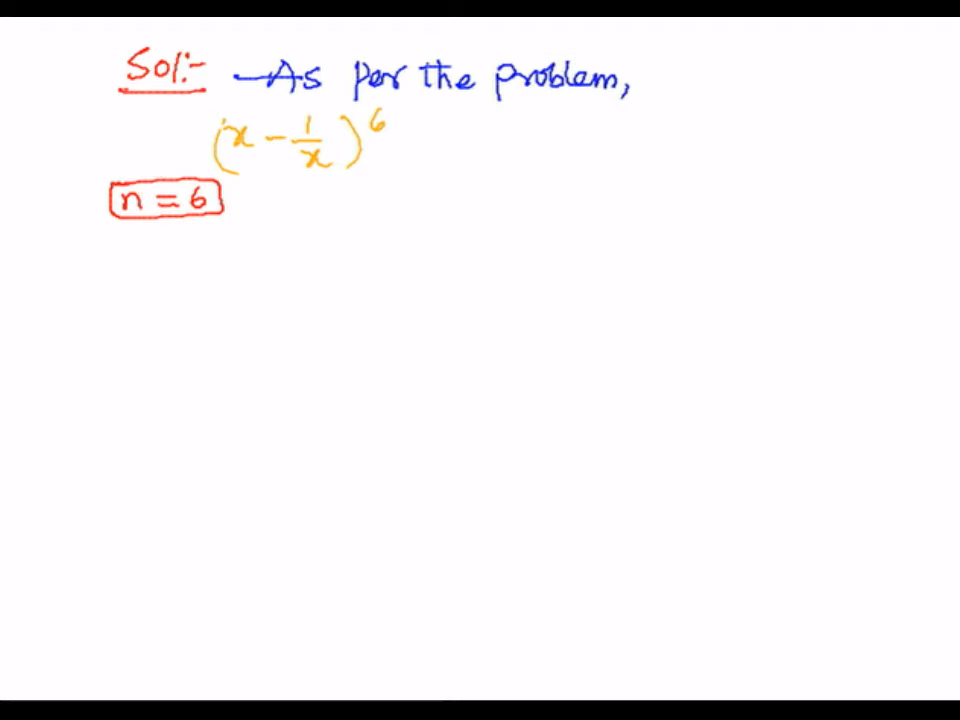 Sol:- As per the problem,
(x - 1/x)^6
n = 6